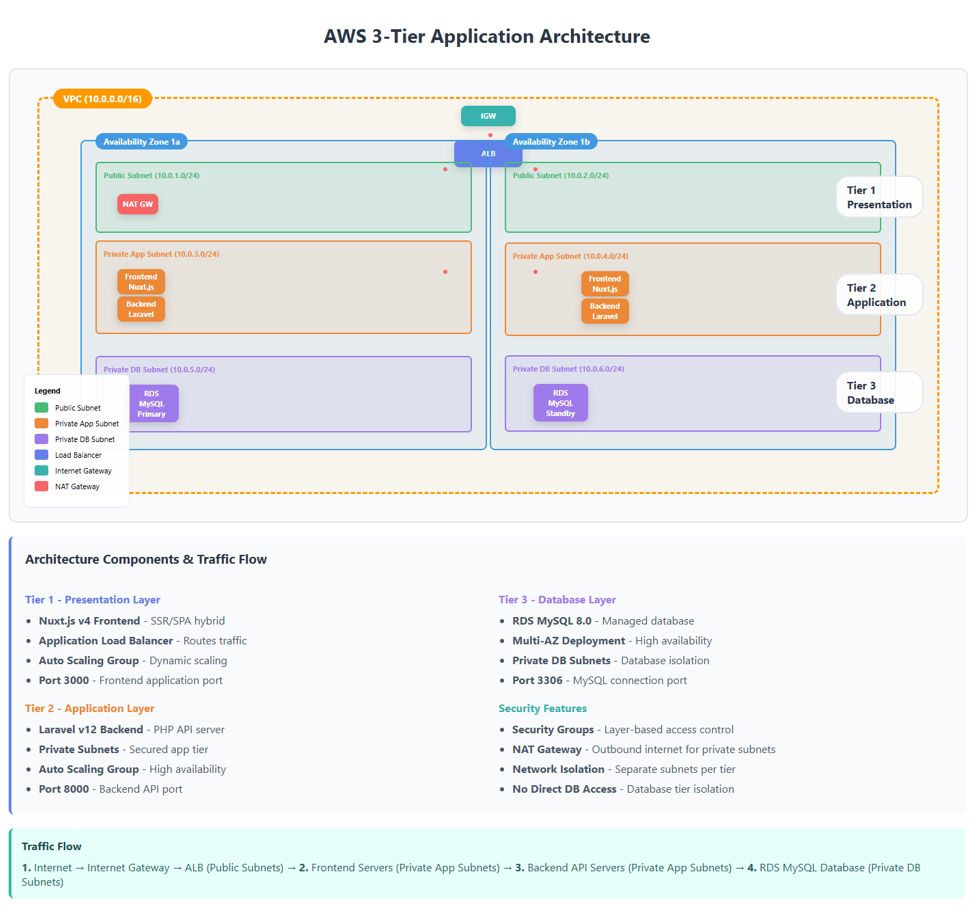 AWS 3-Tier Application Architecture
VPC (10.0.0.0/16)
IGW
ALB
Availability Zone 1a
Public Subnet (10.0.1.0/24)
NAT GW
Private App Subnet (10.0.3.0/24)
Frontend
Nuxt.js
Backend
Laravel
Private DB Subnet (10.0.5.0/24)
RDS
MySQL
Primary
Availability Zone 1b
Public Subnet (10.0.2.0/24)
Private App Subnet (10.0.4.0/24)
Frontend
Nuxt.js
Backend
Laravel
Private DB Subnet (10.0.6.0/24)
RDS
MySQL
Standby
Tier 1
Presentation
Tier 2
Application
Tier 3
Database
Legend
Public Subnet
Private App Subnet
Private DB Subnet
Load Balancer
Internet Gateway
NAT Gateway
Architecture Components & Traffic Flow
Tier 1 - Presentation Layer
• Nuxt.js v4 Frontend - SSR/SPA hybrid
• Application Load Balancer - Routes traffic
• Auto Scaling Group - Dynamic scaling
• Port 3000 - Frontend application port
Tier 2 - Application Layer
• Laravel v12 Backend - PHP API server
• Private Subnets - Secured app tier
• Auto Scaling Group - High availability
• Port 8000 - Backend API port
Tier 3 - Database Layer
• RDS MySQL 8.0 - Managed database
• Multi-AZ Deployment - High availability
• Private DB Subnets - Database isolation
• Port 3306 - MySQL connection port
Security Features
• Security Groups - Layer-based access control
• NAT Gateway - Outbound internet for private subnets
• Network Isolation - Separate subnets per tier
• No Direct DB Access - Database tier isolation
Traffic Flow
1. Internet → Internet Gateway → ALB (Public Subnets) → 2. Frontend Servers (Private App Subnets) → 3. Backend API Servers (Private App Subnets) → 4. RDS MySQL Database (Private DB
Subnets)